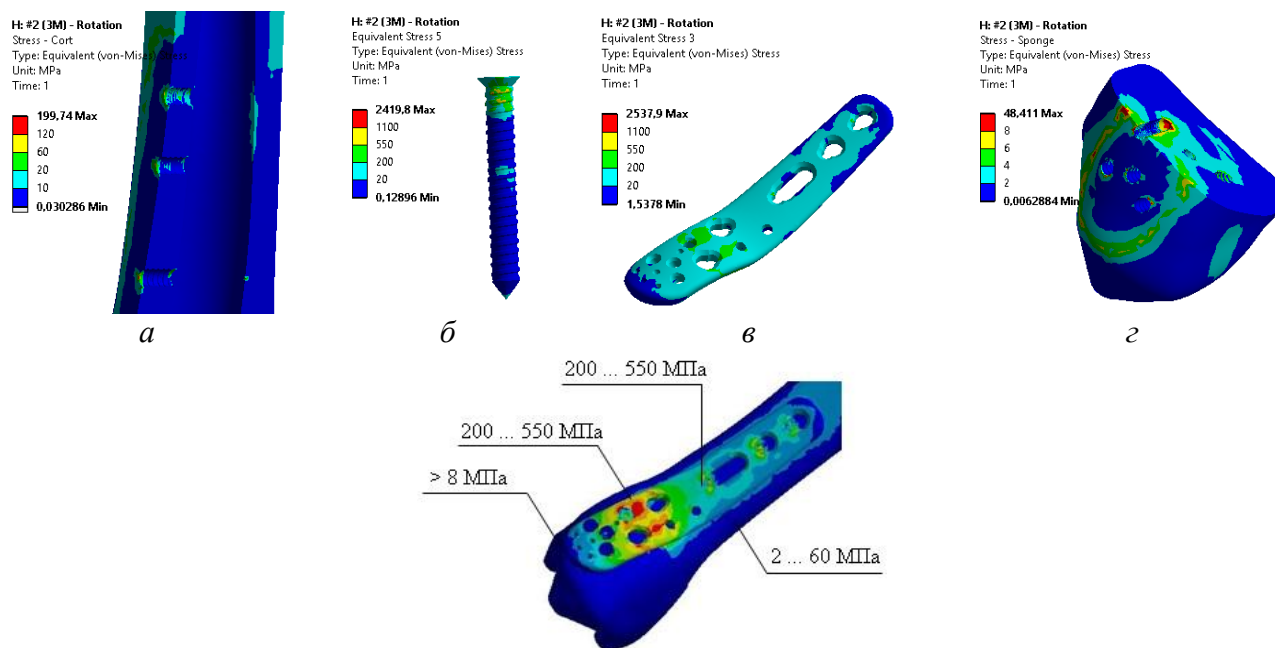 H: #2 (3M) - Rotation
Stress - Cort
Type: Equivalent (von-Mises) Stress
Unit: MPa
Time: 1
199,74 Max
120
60
20
10
0,030286 Min
а
H: #2 (3M) - Rotation
Equivalent Stress 5
Type: Equivalent (von-Mises) Stress
Unit: MPa
Time: 1
2419,8 Max
1100
550
200
20
0,12896 Min
б
H: #2 (3M) - Rotation
Equivalent Stress 3
Type: Equivalent (von-Mises) Stress
Unit: MPa
Time: 1
2537,9 Max
1100
550
200
20
1,5378 Min
в
H: #2 (3M) - Rotation
Stress - Sponge
Type: Equivalent (von-Mises) Stress
Unit: MPa
Time: 1
48,411 Max
8
6
4
2
0,0062884 Min
г
200 ... 550 МПа
200 ... 550 МПа
> 8 МПа
2 ... 60 МПа